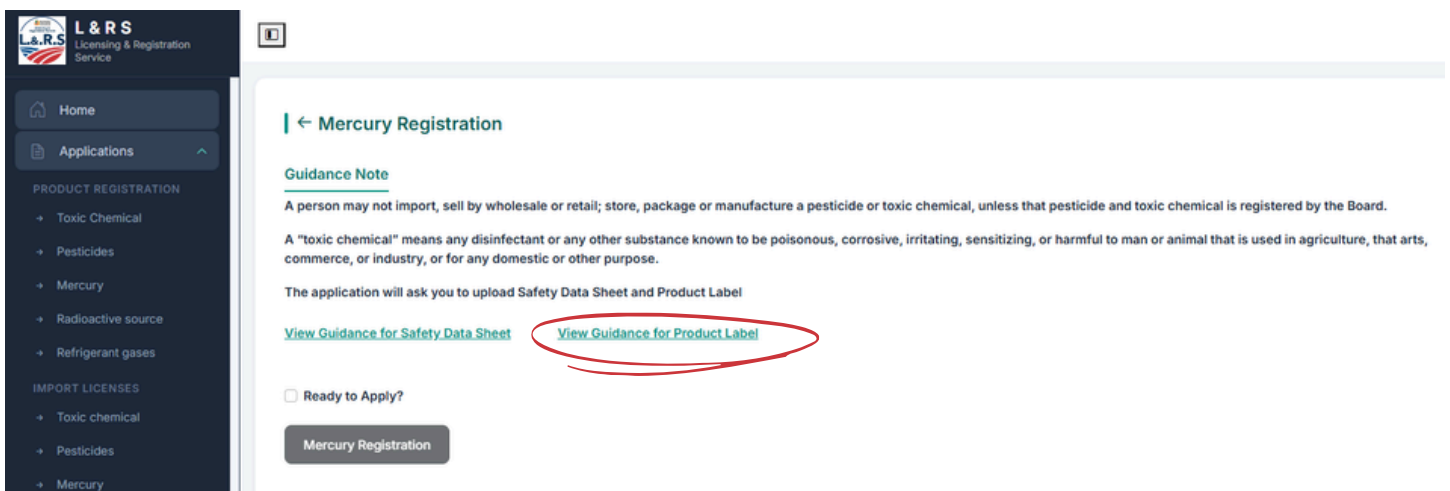 L & R S
Licensing & Registration
Service
L.&.R.S
Home
Applications
PRODUCT REGISTRATION
Toxic Chemical
Pesticides
Mercury
Radioactive source
Refrigerant gases
IMPORT LICENSES
Toxic chemical
Pesticides
Mercury
← Mercury Registration
Guidance Note
A person may not import, sell by wholesale or retail; store, package or manufacture a pesticide or toxic chemical, unless that pesticide and toxic chemical is registered by the Board.
A “toxic chemical” means any disinfectant or any other substance known to be poisonous, corrosive, irritating, sensitizing, or harmful to man or animal that is used in agriculture, that arts,
commerce, or industry, or for any domestic or other purpose.
The application will ask you to upload Safety Data Sheet and Product Label
View Guidance for Safety Data Sheet View Guidance for Product Label
Ready to Apply?
Mercury Registration